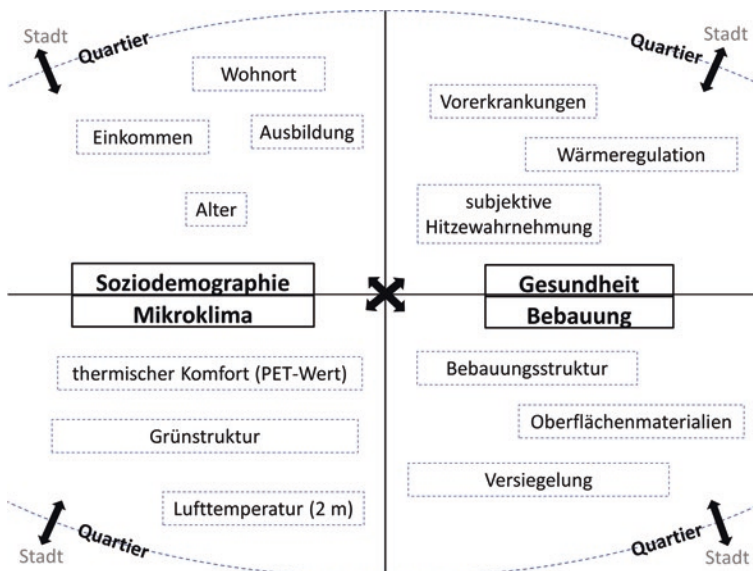 Stadt
Quartier
Wohnort
Einkommen
Ausbildung
Alter
Soziodemographie
Stadt
Quartier
Vorerkrankungen
Wärmeregulation
subjektive
Hitzewahrnehmung
Gesundheit
Mikroklima
thermischer Komfort (PET-Wert)
Grünstruktur
Lufttemperatur (2 m)
Quartier
Stadt
Bebauung
Bebauungsstruktur
Oberflächenmaterialien
Versiegelung
Quartier
Stadt